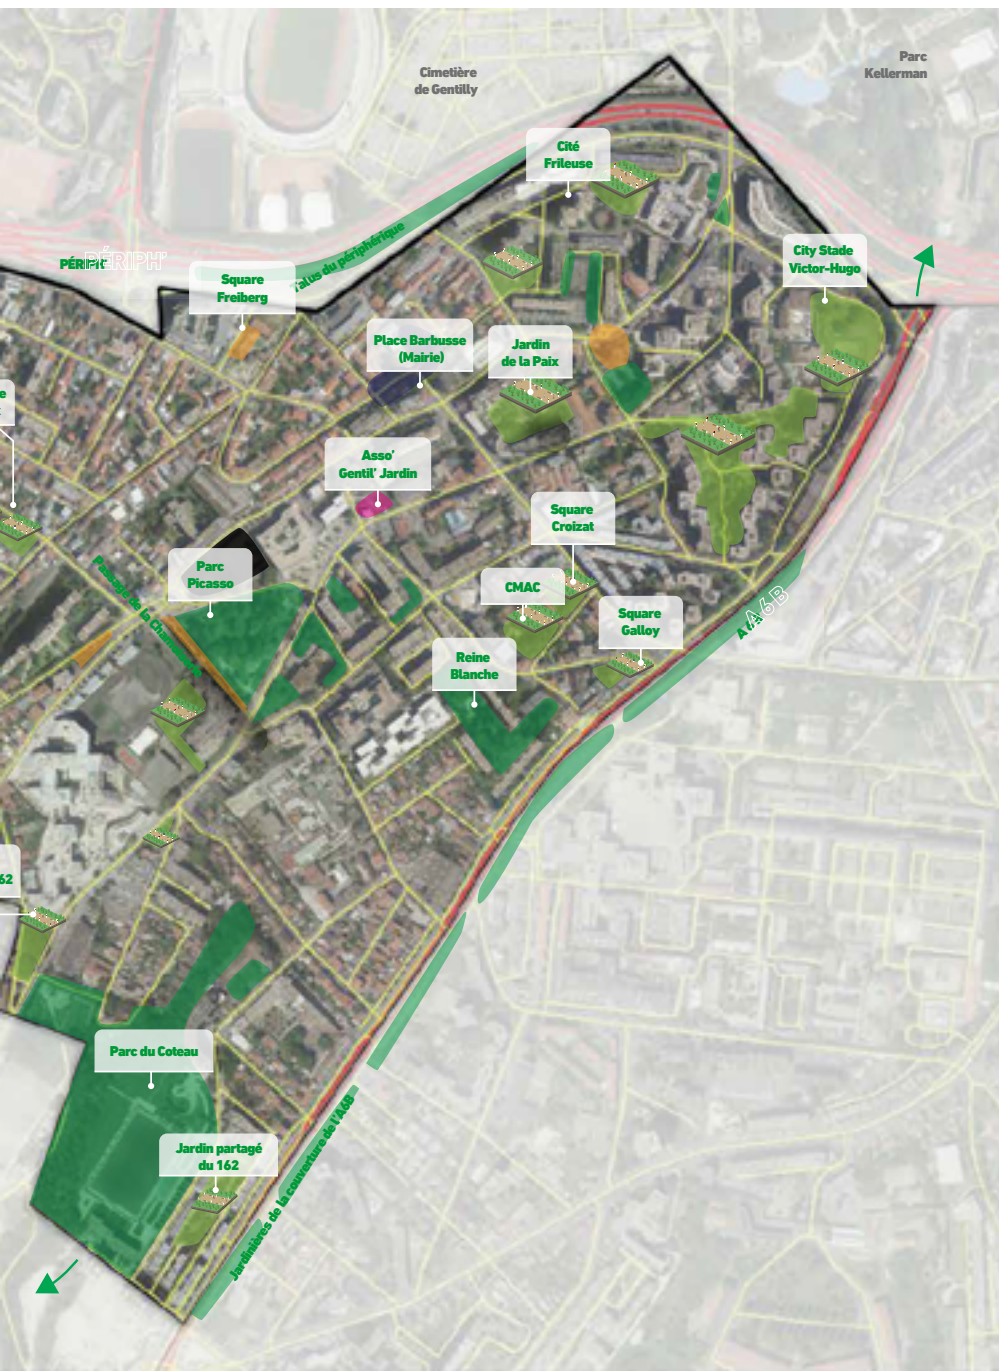 Parc
Kellerman
Cimetière
de Gentilly
Cité
Frileuse
City Stade
Victor-Hugo
PÉRIPH'
PÉRIPH'
Talus du périphérique
Square
Freiberg
Place Barbusse
(Mairie)
Jardin
de la Paix
e
Asso'
Gentil' Jardin
Square
Croizat
Parc
Picasso
Passage de la
CMAC
A6B
Square
Galloy
Reine
Blanche
62
Parc du Coteau
Jardin partagé
du 162
Jardinières de la couverture de l'A6B